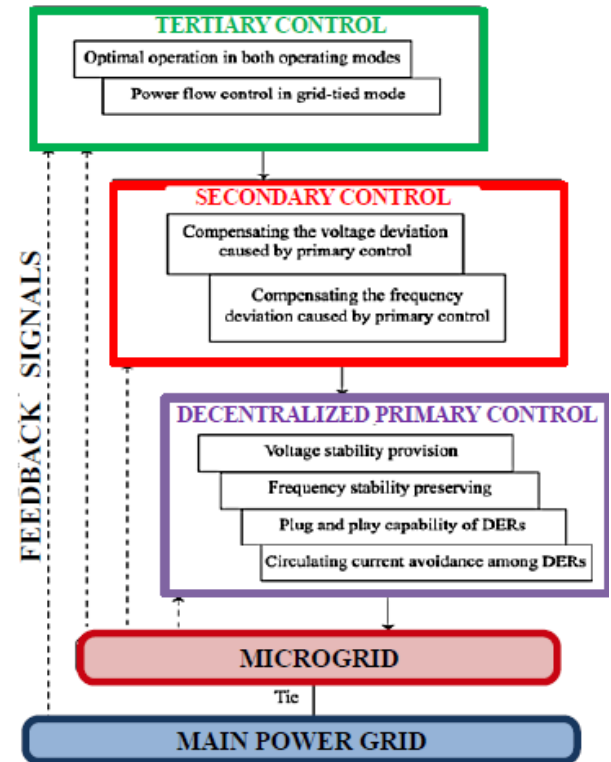 TERTIARY CONTROL
Optimal operation in both operating modes
Power flow control in grid-tied mode
SECONDARY CONTROL
Compensating the voltage deviation
caused by primary control
Compensating the frequency
deviation caused by primary control
DECENTRALIZED PRIMARY CONTROL
Voltage stability provision
Frequency stability preserving
Plug and play capability of DERs
Circulating current avoidance among DERs
FEEDBACK SIGNALS
MICROGRID
Tie
MAIN POWER GRID